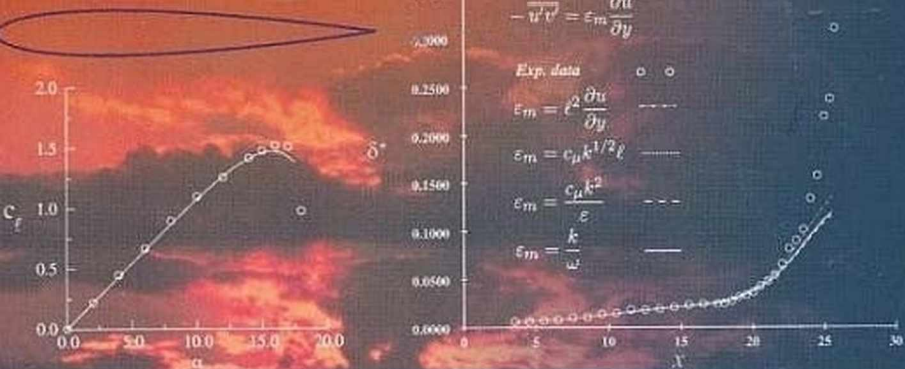 -\overline{u'v'} = ε_m ∂u/∂y
Exp. data
ε_m = ℓ² ∂u/∂y
ε_m = c_μ k^{1/2} ℓ
ε_m = c_μ k² / ε
ε_m = k / ω
c_ℓ
2.0
1.5
1.0
0.5
0.0
0.0 5.0 10.0 15.0 20.0
α
δ*
0.2500
0.2000
0.1500
0.1000
0.0500
0.0000
0 5 10 15 20 25 30
X